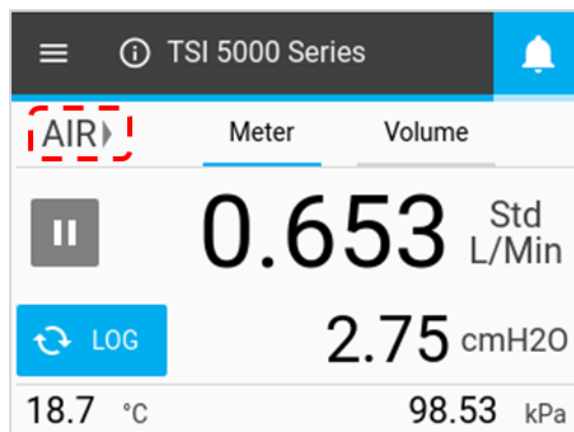 TSI 5000 Series
AIR Meter Volume
0.653 Std L/Min
LOG 2.75 cmH2O
18.7 °C 98.53 kPa